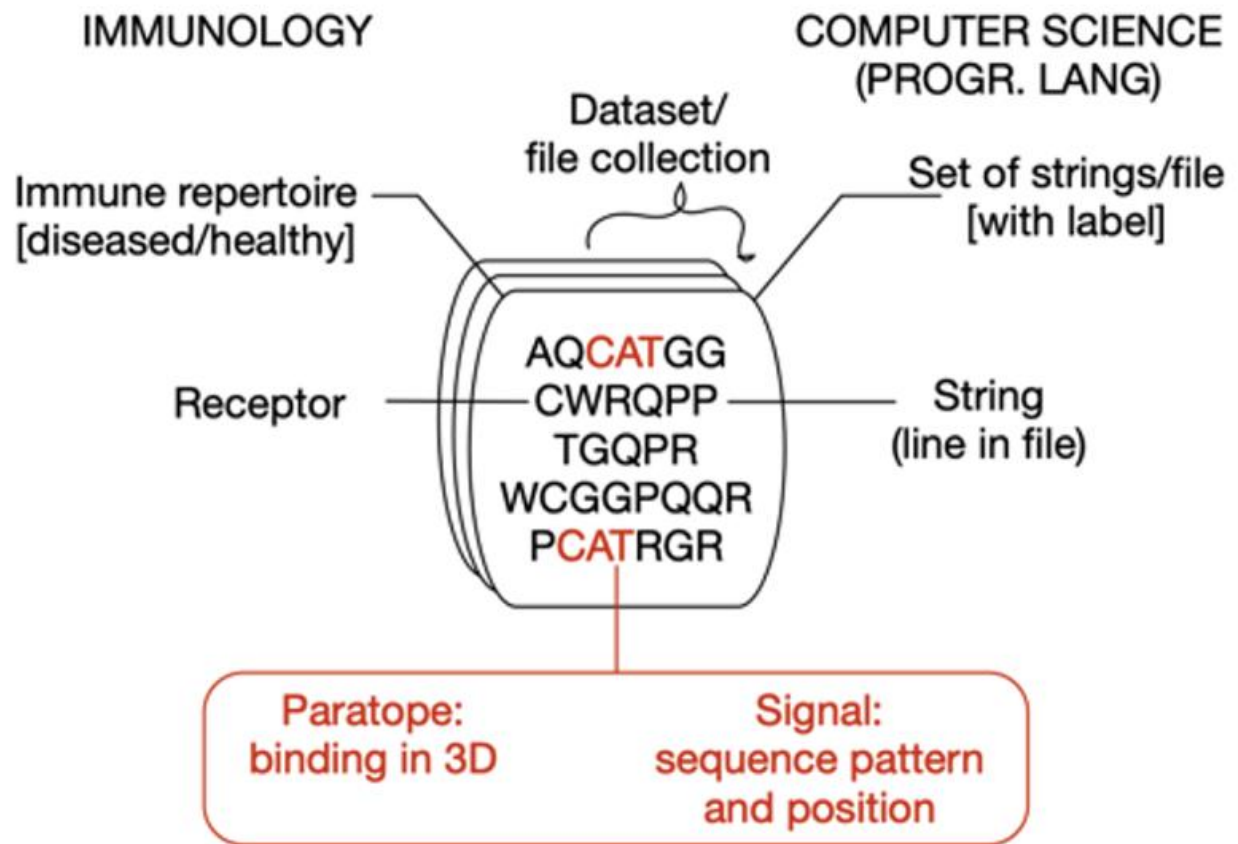 IMMUNOLOGY
COMPUTER SCIENCE
(PROGR. LANG)
Dataset/
file collection
Immune repertoire
[diseased/healthy]
Set of strings/file
[with label]
AQCATGG
Receptor
CWRQPP
String
(line in file)
TGQPR
WCGGPQQR
PCATRGR
Paratope:
binding in 3D
Signal:
sequence pattern
and position